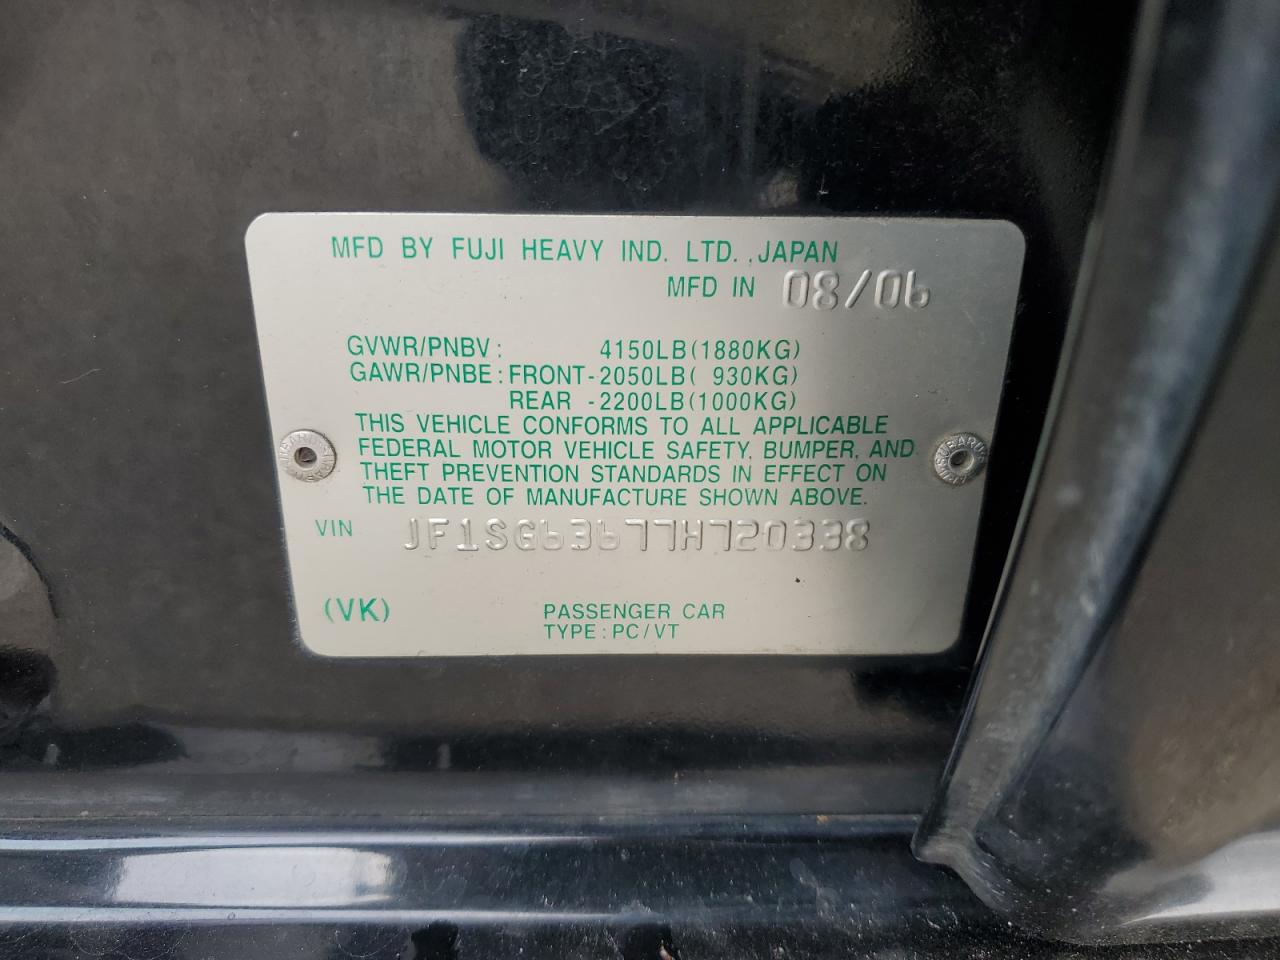 MFD BY FUJI HEAVY IND. LTD. , JAPAN
MFD IN 08/06
GVWR/PNBV: 4150LB(1880KG)
GAWR/PNBE: FRONT-2050LB( 930KG)
REAR -2200LB(1000KG)
THIS VEHICLE CONFORMS TO ALL APPLICABLE
FEDERAL MOTOR VEHICLE SAFETY, BUMPER, AND
THEFT PREVENTION STANDARDS IN EFFECT ON
THE DATE OF MANUFACTURE SHOWN ABOVE.
VIN JF1SG63677H720338
(VK) PASSENGER CAR
TYPE: PC/VT
SUBARU
SUBARU